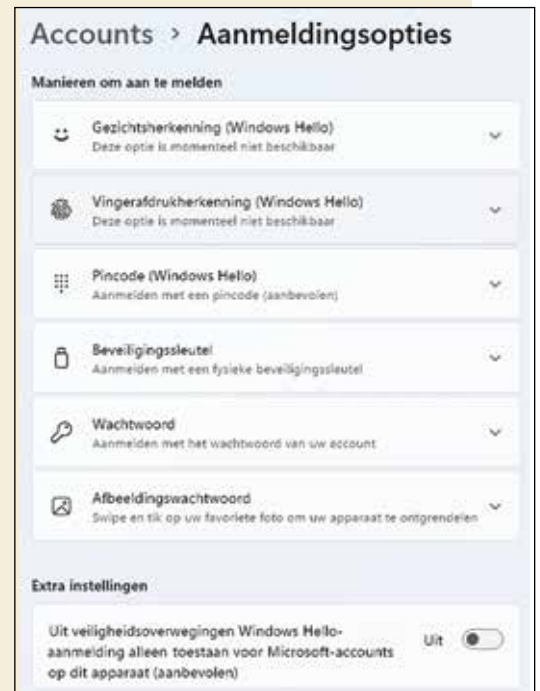 Accounts > Aanmeldingsopties
Manieren om aan te melden
Gezichtsherkenning (Windows Hello)
Deze optie is momenteel niet beschikbaar
Vingerafdrukherkenning (Windows Hello)
Deze optie is momenteel niet beschikbaar
Pincode (Windows Hello)
Aanmelden met een pincode (aanbevolen)
Beveiligingssleutel
Aanmelden met een fysieke beveiligingssleutel
Wachtwoord
Aanmelden met het wachtwoord van uw account
Afbeeldingswachtwoord
Swipe en tik op uw favoriete foto om uw apparaat te ontgrendelen
Extra instellingen
Uit veiligheidsoverwegingen Windows Hello-
aanmelding alleen toestaan voor Microsoft-accounts
op dit apparaat (aanbevolen)
Uit